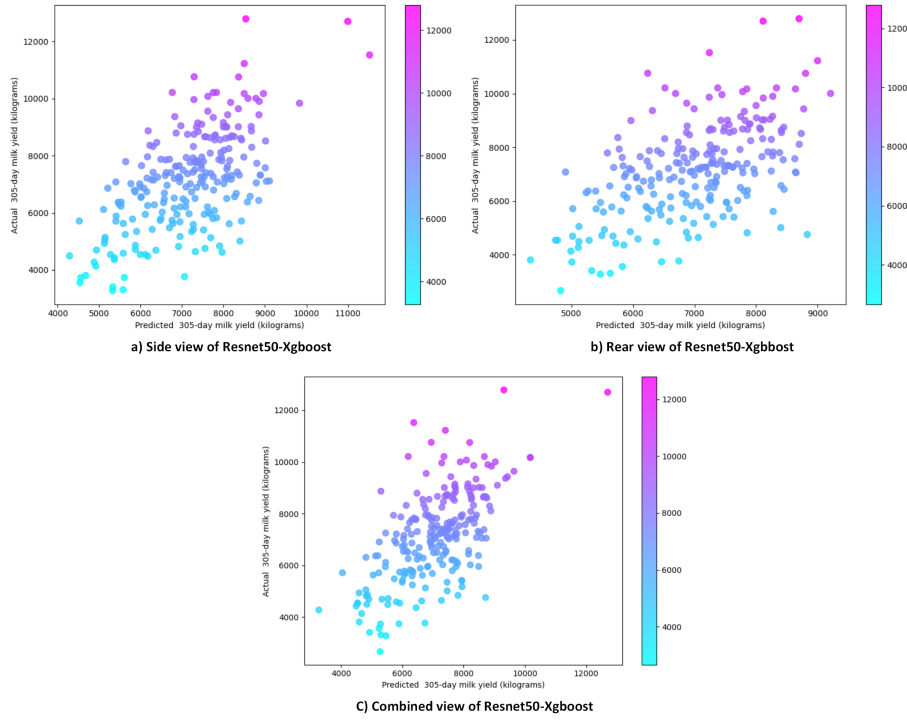 12000
10000
8000
6000
4000
Actual 305-day milk yield (kilograms)
4000 5000 6000 7000 8000 9000 10000 11000
Predicted 305-day milk yield (kilograms)
12000
10000
8000
6000
4000
a) Side view of Resnet50-Xgboost
12000
10000
8000
6000
4000
Actual 305-day milk yield (kilograms)
5000 6000 7000 8000 9000
Predicted 305-day milk yield (kilograms)
12000
10000
8000
6000
4000
b) Rear view of Resnet50-Xgbboost
12000
10000
8000
6000
4000
Actual 305-day milk yield (kilograms)
4000 6000 8000 10000 12000
Predicted 305-day milk yield (kilograms)
12000
10000
8000
6000
4000
C) Combined view of Resnet50-Xgboost